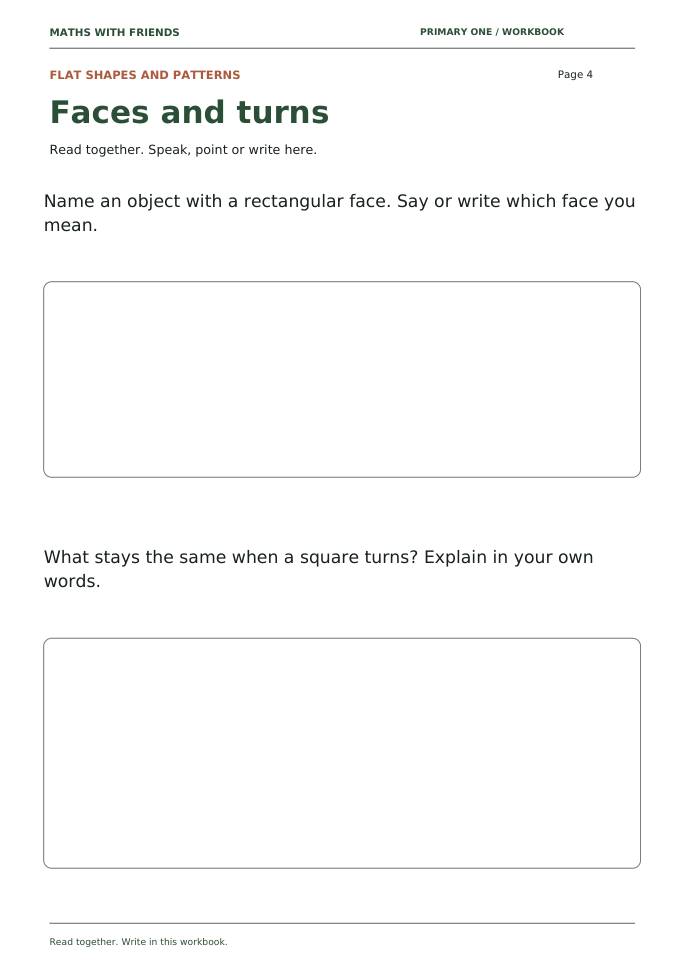 MATHS WITH FRIENDS
PRIMARY ONE / WORKBOOK
FLAT SHAPES AND PATTERNS
Page 4
Faces and turns
Read together. Speak, point or write here.
Name an object with a rectangular face. Say or write which face you
mean.
What stays the same when a square turns? Explain in your own
words.
Read together. Write in this workbook.